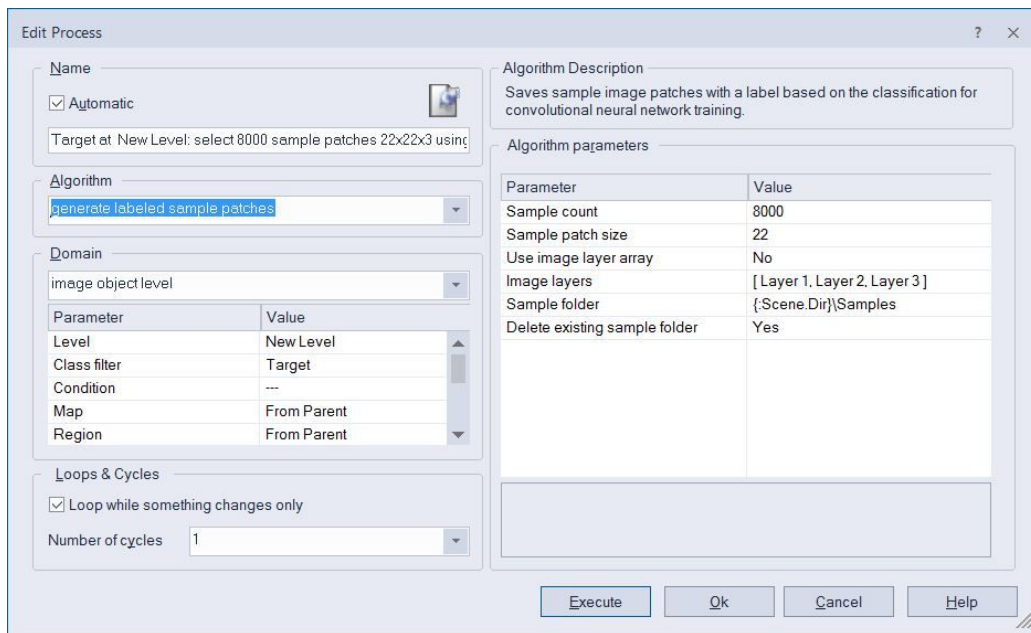 Edit Process
?
Name
Automatic
Target at New Level: select 8000 sample patches 22x22x3 using
Algorithm
generate labeled sample patches
Domain
image object level
Parameter Value
Level New Level
Class filter Target
Condition ---
Map From Parent
Region From Parent
Loops & Cycles
Loop while something changes only
Number of cycles 1
Algorithm Description
Saves sample image patches with a label based on the classification for
convolutional neural network training.
Algorithm parameters
Parameter Value
Sample count 8000
Sample patch size 22
Use image layer array No
Image layers [ Layer 1, Layer 2, Layer 3 ]
Sample folder {:Scene.Dir}\Samples
Delete existing sample folder Yes
Execute Ok Cancel Help